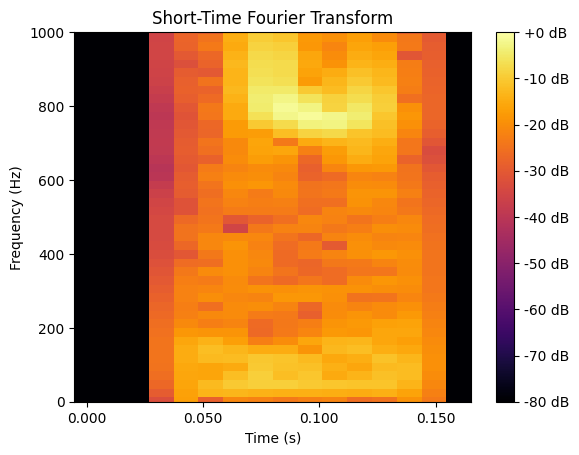 Short-Time Fourier Transform
1000
800
600
400
200
0
Frequency (Hz)
0.000
0.050
0.100
0.150
Time (s)
+0 dB
-10 dB
-20 dB
-30 dB
-40 dB
-50 dB
-60 dB
-70 dB
-80 dB